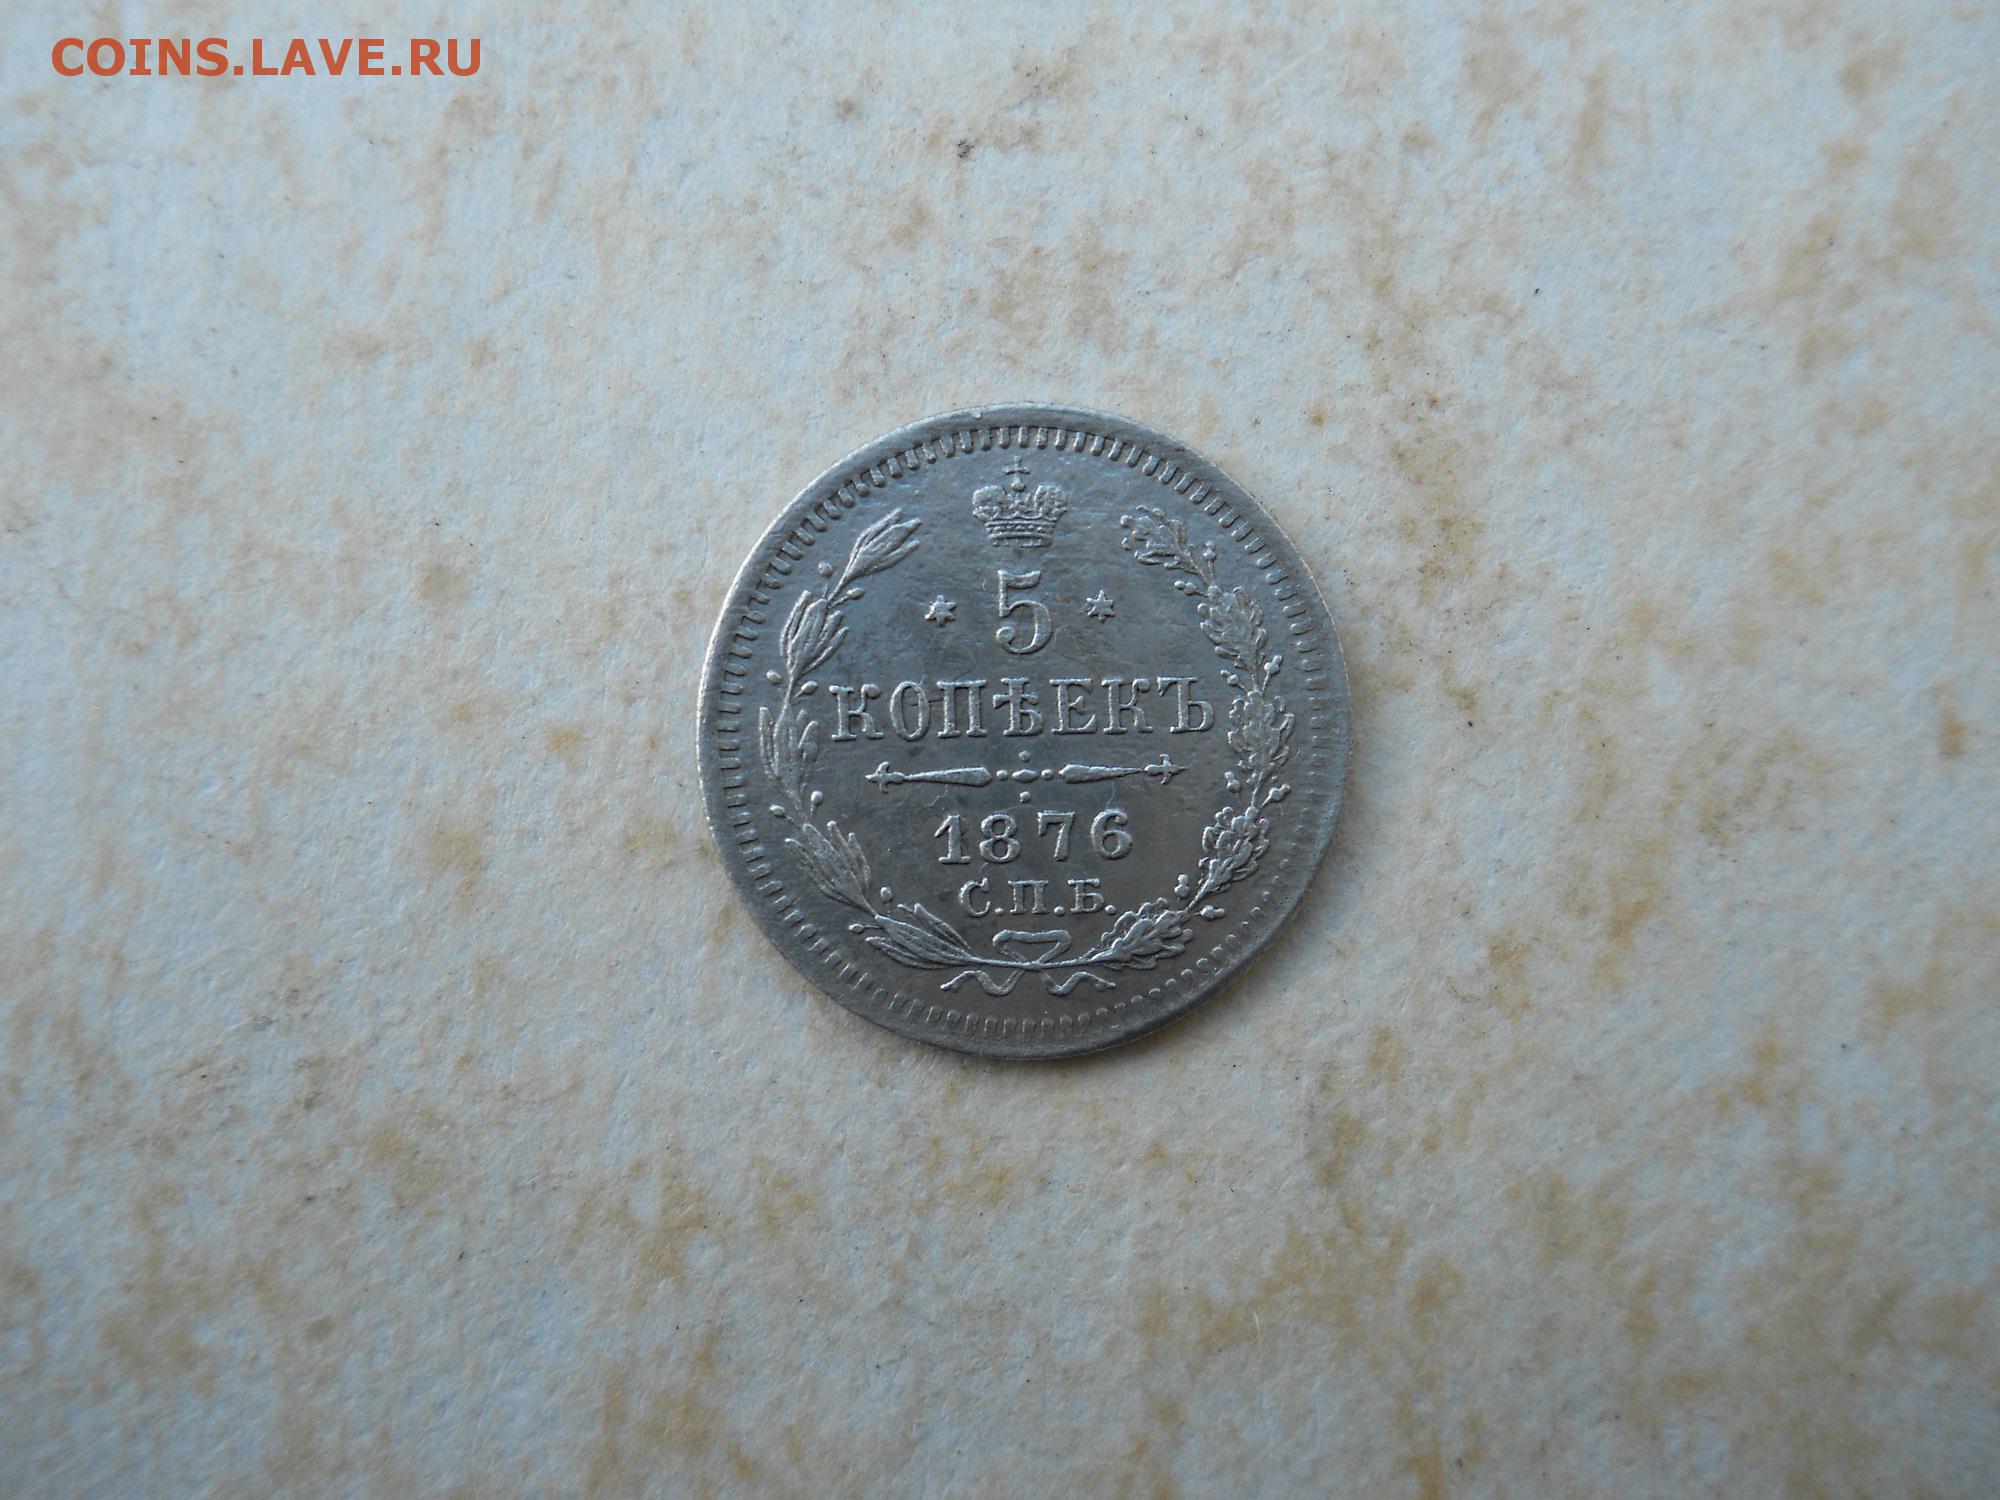 COINS.LAVE.RU
* 5 *
КОПѢЕКЪ
1876
С.П.Б.